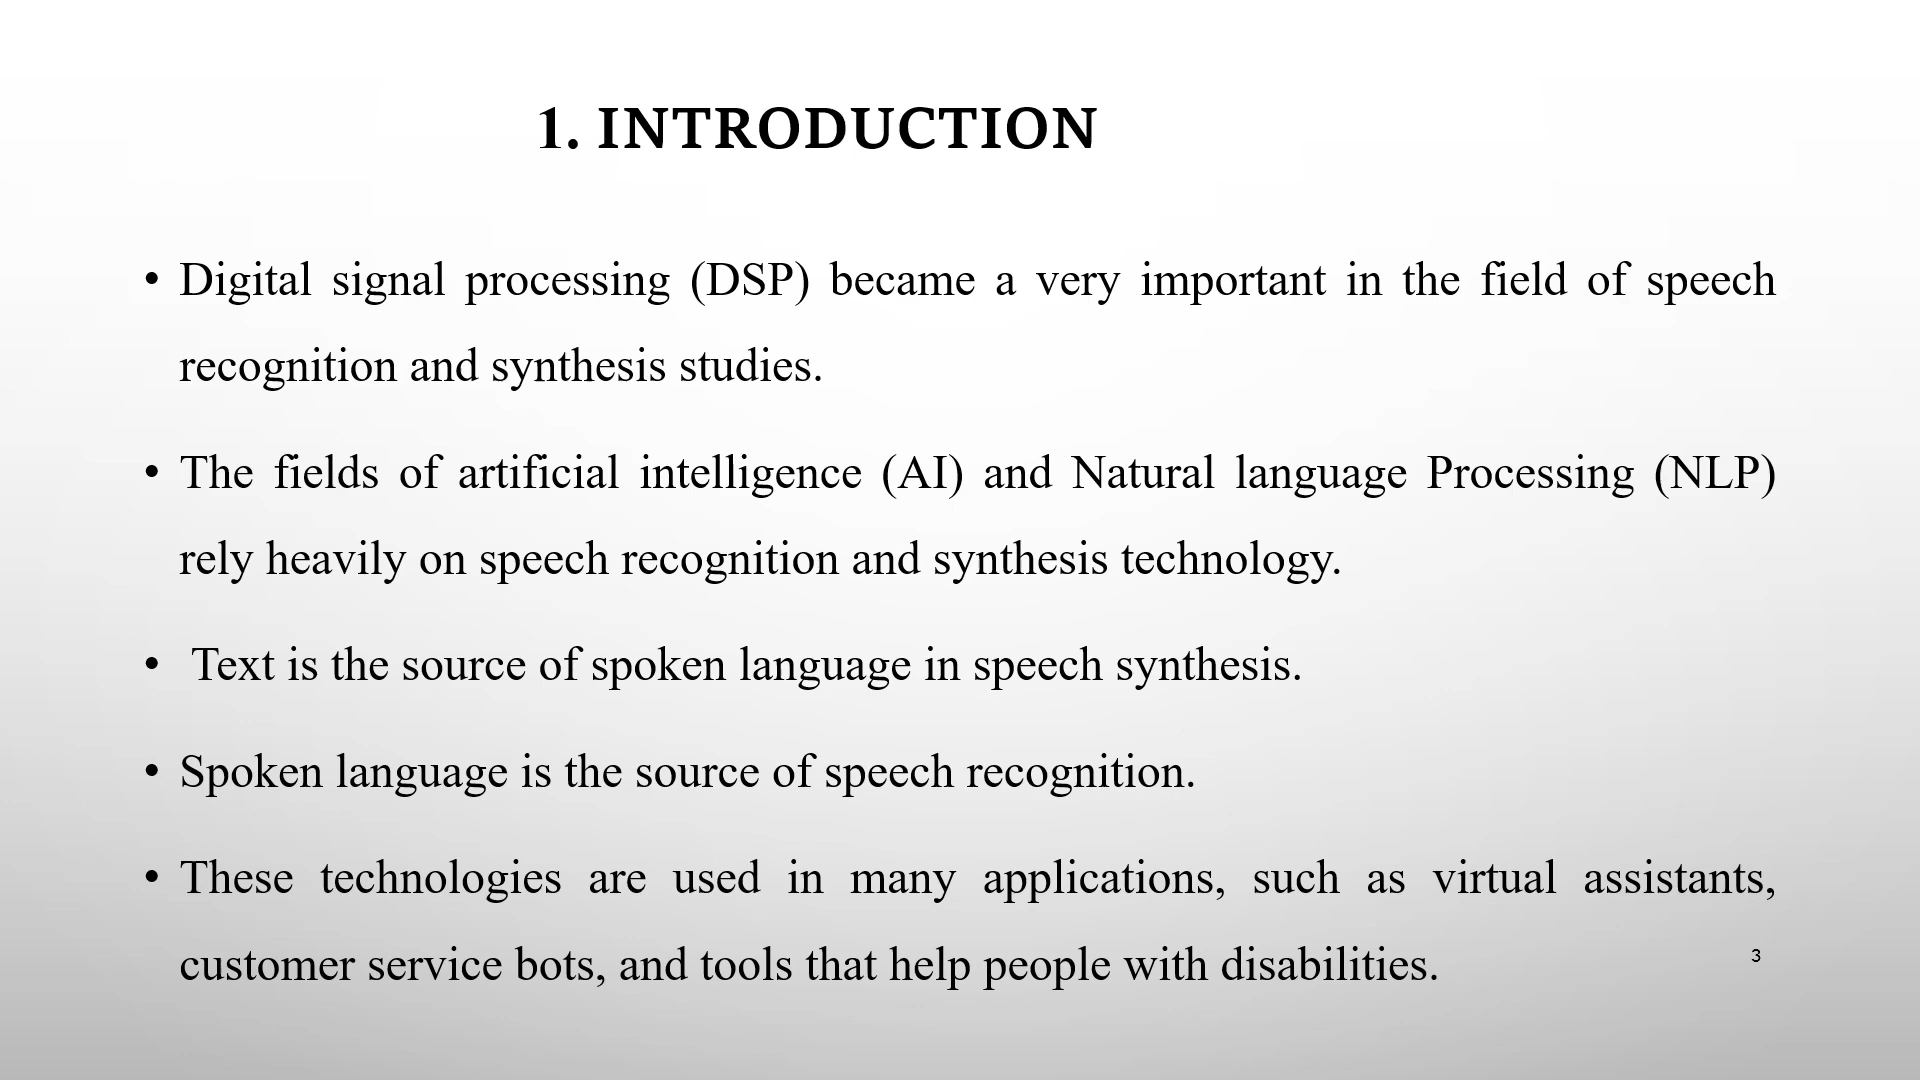 1. INTRODUCTION
• Digital signal processing (DSP) became a very important in the field of speech
recognition and synthesis studies.
• The fields of artificial intelligence (AI) and Natural language Processing (NLP)
rely heavily on speech recognition and synthesis technology.
• Text is the source of spoken language in speech synthesis.
• Spoken language is the source of speech recognition.
• These technologies are used in many applications, such as virtual assistants,
customer service bots, and tools that help people with disabilities.
3